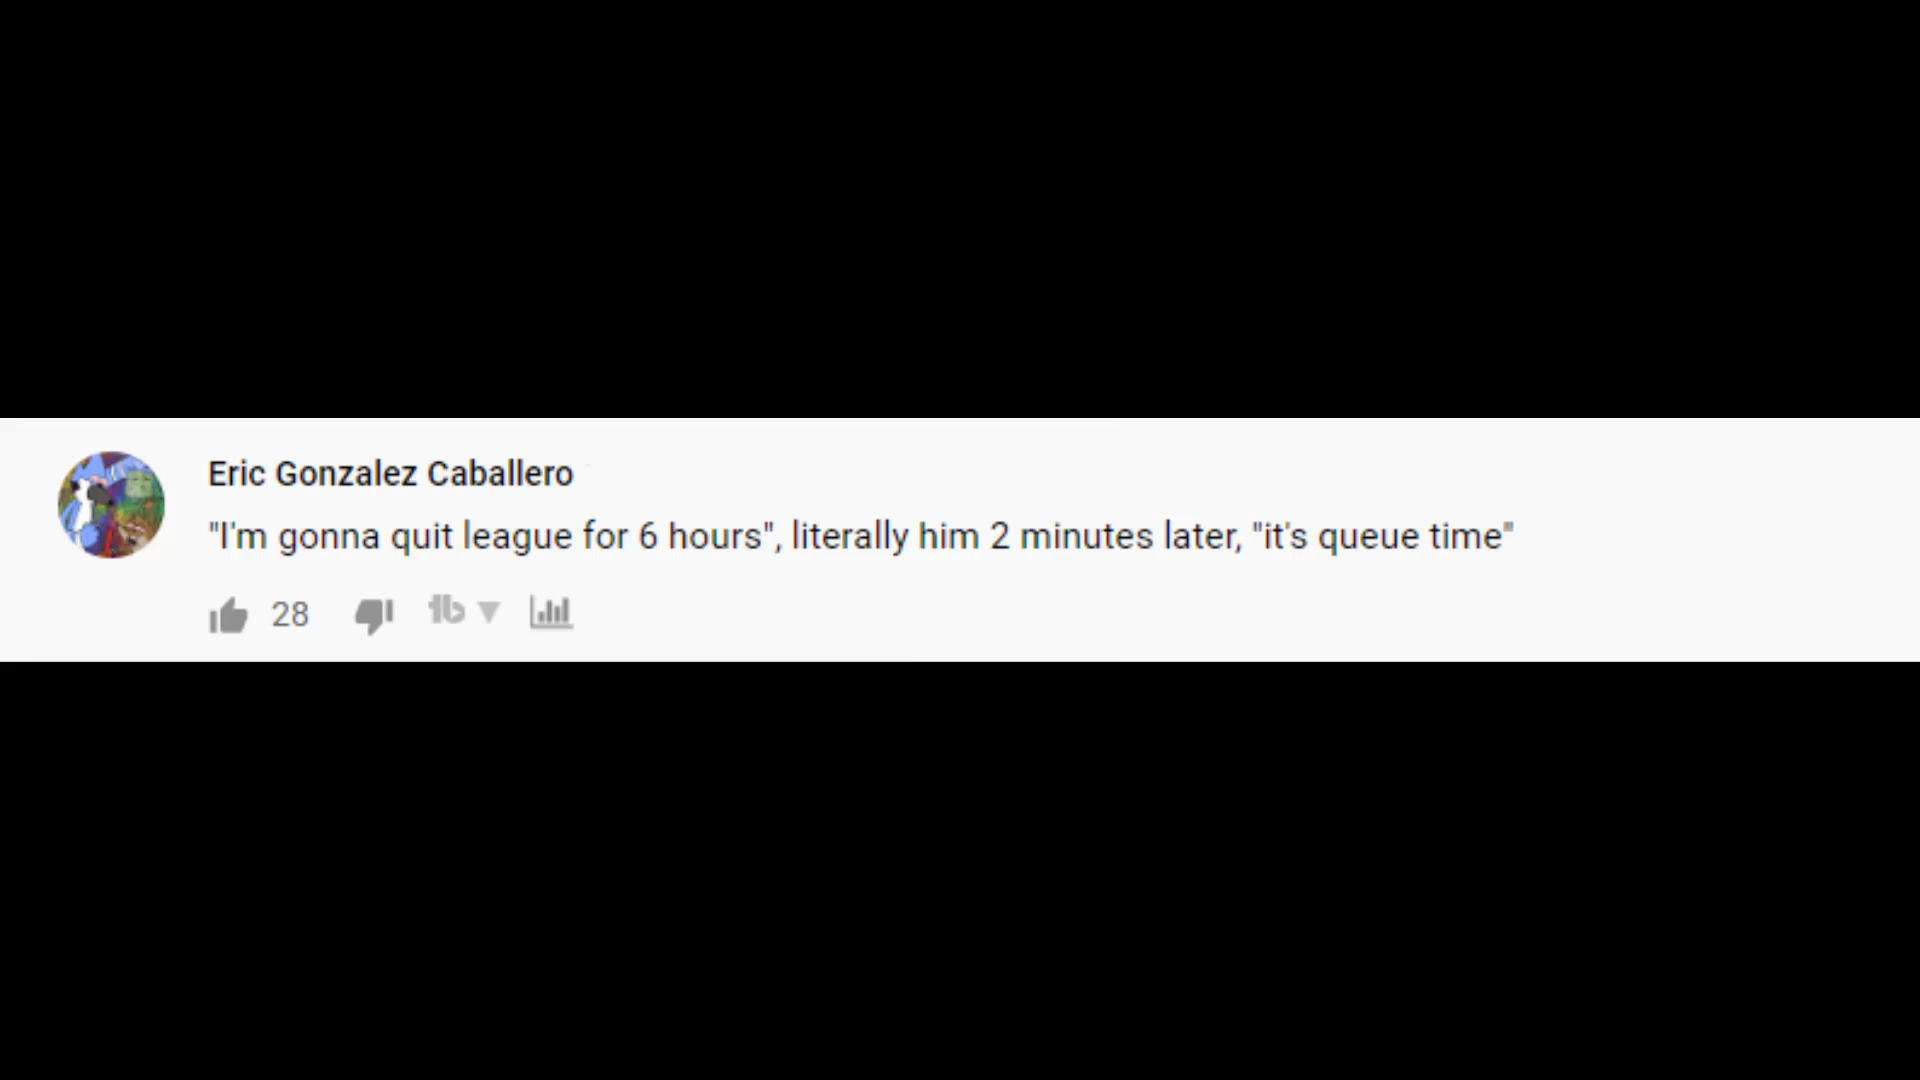 Eric Gonzalez Caballero
"I'm gonna quit league for 6 hours", literally him 2 minutes later, "it's queue time"
28